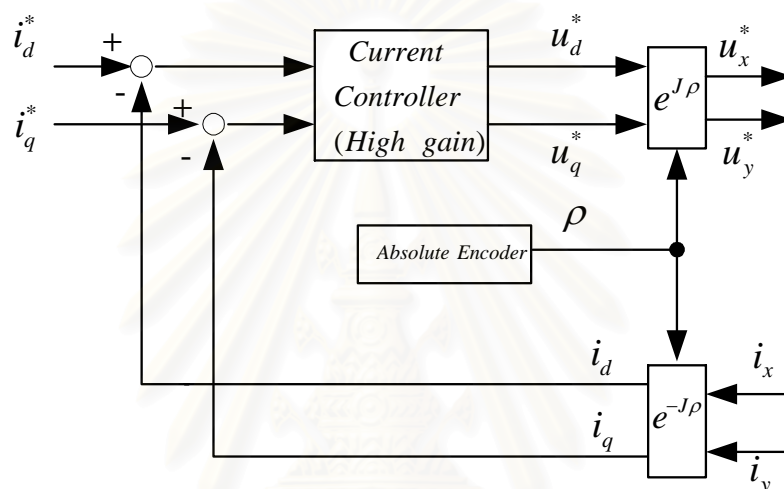 i_d^*
+
-
i_q^*
+
-
Current
Controller
(High gain)
u_d^*
u_q^*
e^{Jρ}
u_x^*
u_y^*
ρ
Absolute Encoder
i_d
i_q
e^{-Jρ}
i_x
i_y